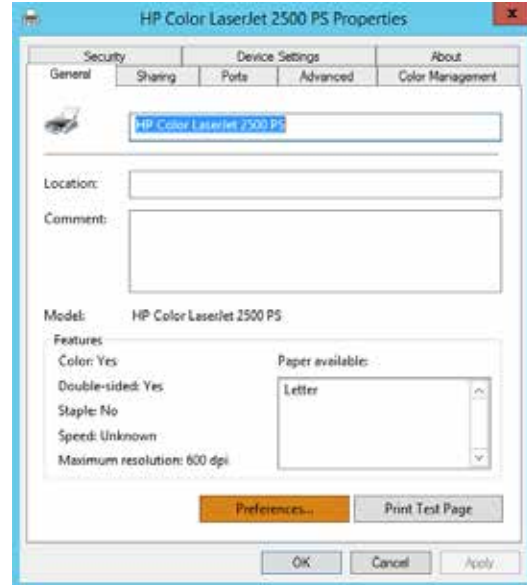 HP Color LaserJet 2500 PS Properties
x
Security Device Settings About
General Sharing Ports Advanced Color Management
HP Color LaserJet 2500 PS
Location:
Comment:
Model: HP Color LaserJet 2500 PS
Features
Color: Yes Paper available:
Double-sided: Yes Letter
Staple: No
Speed: Unknown
Maximum resolution: 600 dpi
Preferences... Print Test Page
OK Cancel Apply